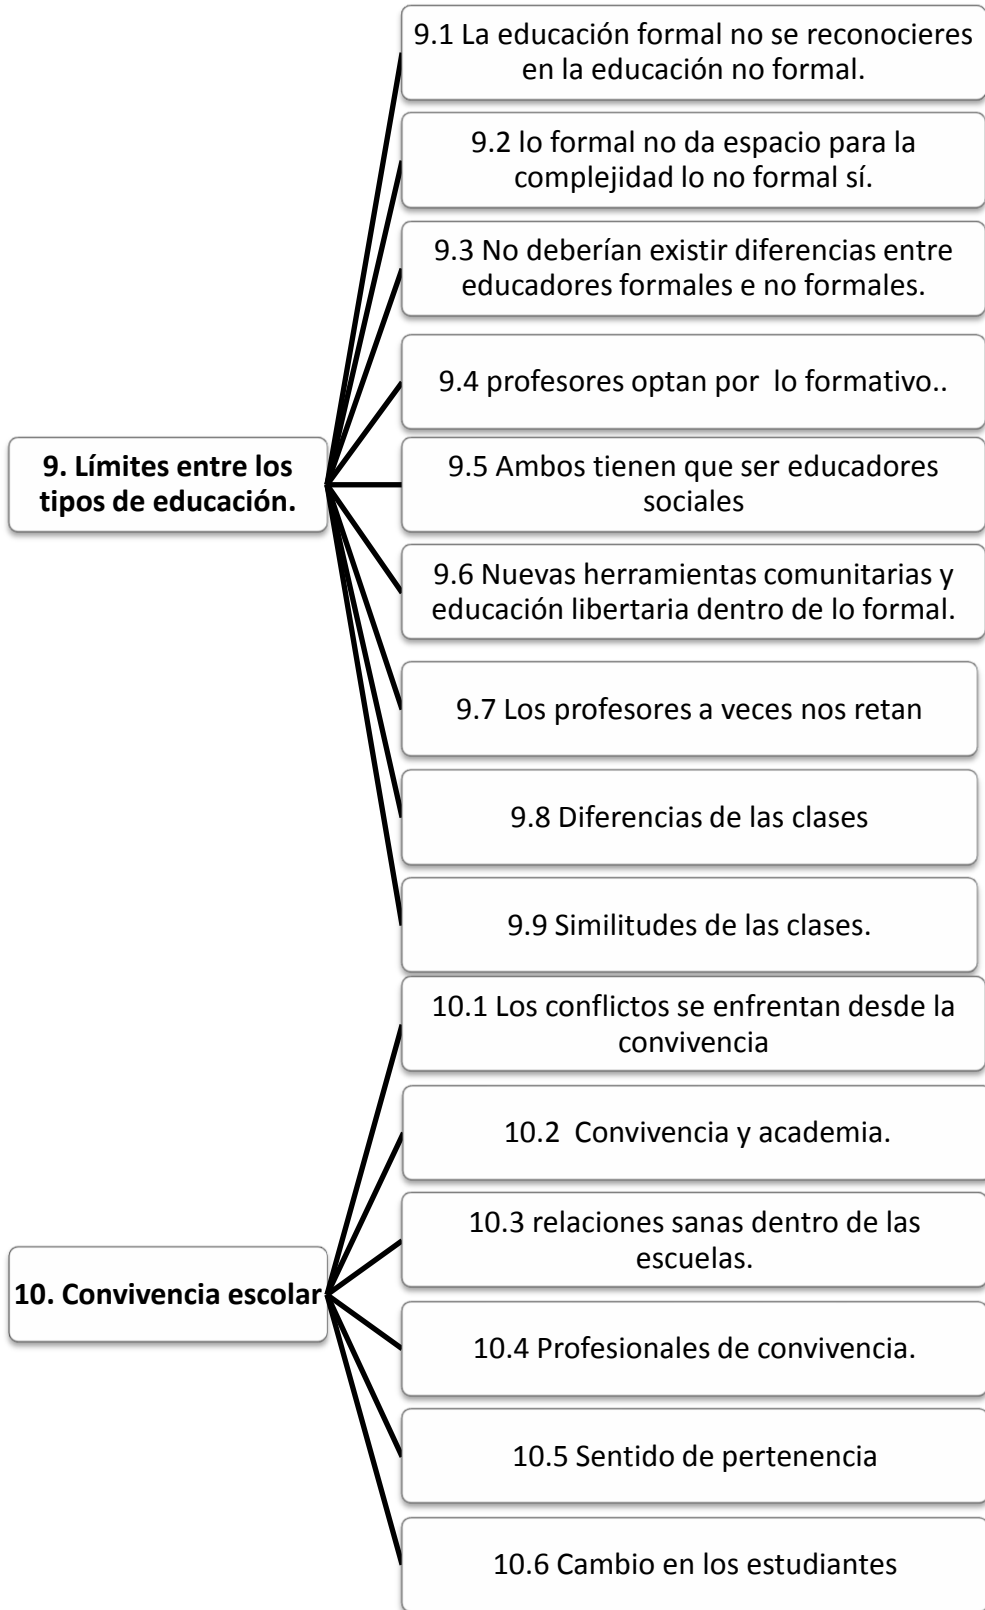 9. Límites entre los
tipos de educación.
9.1 La educación formal no se reconocieres
en la educación no formal.
9.2 lo formal no da espacio para la
complejidad lo no formal sí.
9.3 No deberían existir diferencias entre
educadores formales e no formales.
9.4 profesores optan por  lo formativo..
9.5 Ambos tienen que ser educadores
sociales
9.6 Nuevas herramientas comunitarias y
educación libertaria dentro de lo formal.
9.7 Los profesores a veces nos retan
9.8 Diferencias de las clases
9.9 Similitudes de las clases.
10. Convivencia escolar
10.1 Los conflictos se enfrentan desde la
convivencia
10.2  Convivencia y academia.
10.3 relaciones sanas dentro de las
escuelas.
10.4 Profesionales de convivencia.
10.5 Sentido de pertenencia
10.6 Cambio en los estudiantes